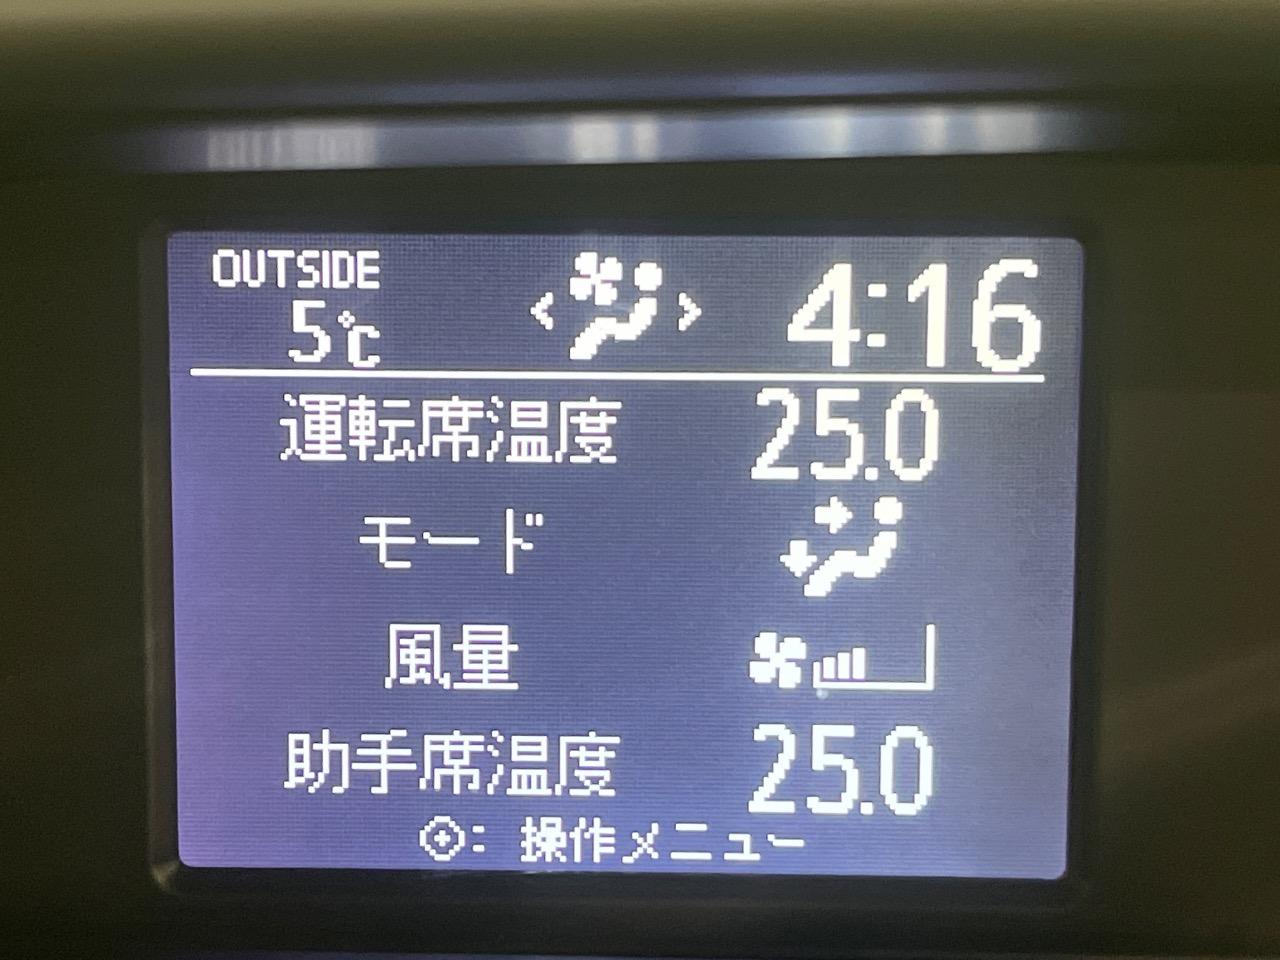 OUTSIDE
5℃
4:16
運転席温度 25.0
モード
風量
助手席温度 25.0
: 操作メニュー